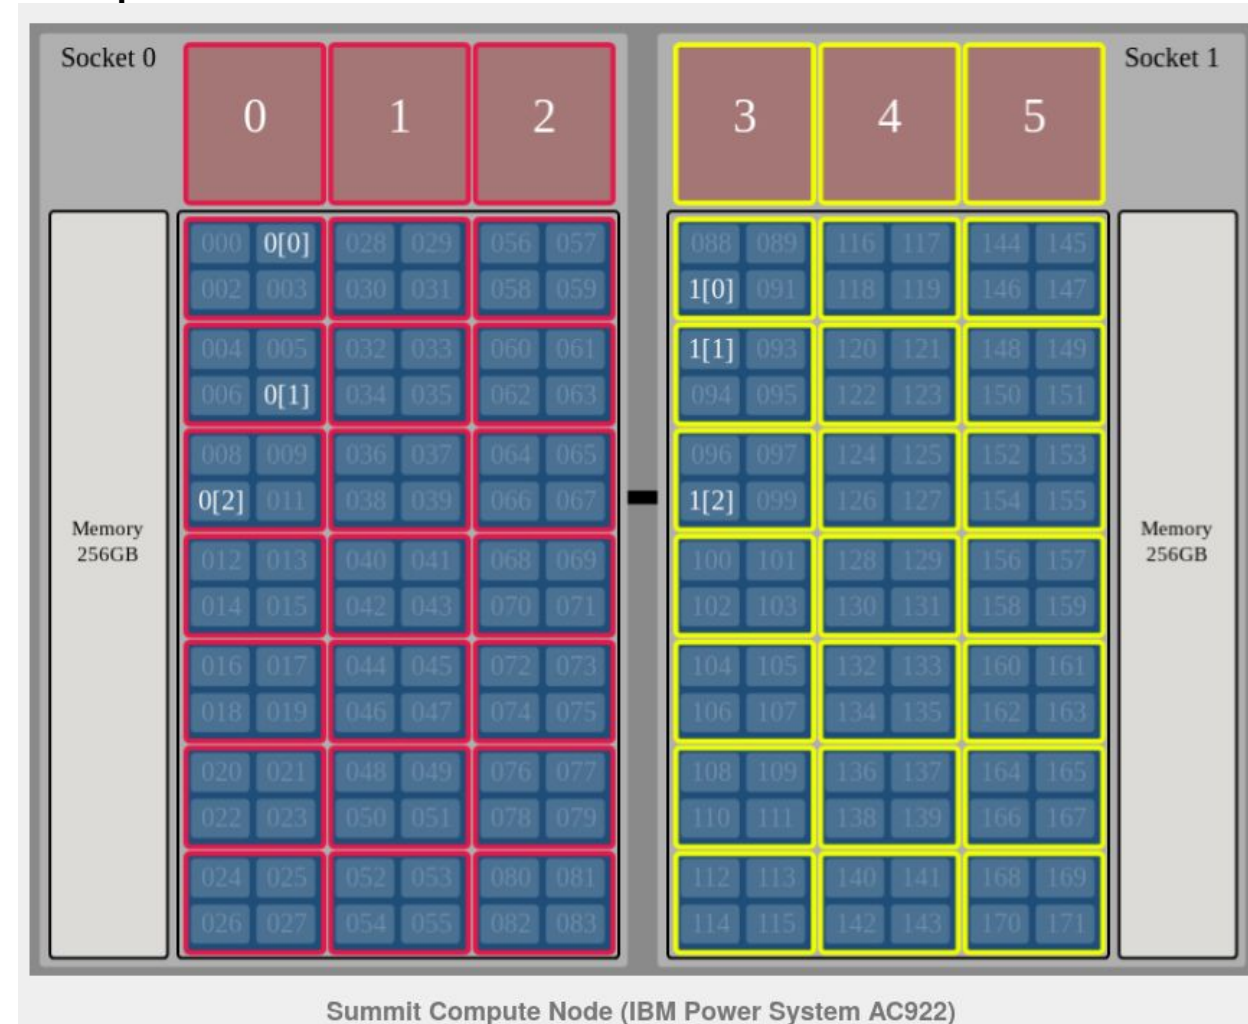 Socket 0
0 1 2
3 4 5
Socket 1
000 0[0] 028 029 056 057
088 089 116 117 144 145
002 003 030 031 058 059
1[0] 091 118 119 146 147
004 005 032 033 060 061
1[1] 093 120 121 148 149
006 0[1] 034 035 062 063
094 095 122 123 150 151
008 009 036 037 064 065
096 097 124 125 152 153
0[2] 011 038 039 066 067
1[2] 099 126 127 154 155
Memory
256GB
Memory
256GB
012 013 040 041 068 069
100 101 128 129 156 157
014 015 042 043 070 071
102 103 130 131 158 159
016 017 044 045 072 073
104 105 132 133 160 161
018 019 046 047 074 075
106 107 134 135 162 163
020 021 048 049 076 077
108 109 136 137 164 165
022 023 050 051 078 079
110 111 138 139 166 167
024 025 052 053 080 081
112 113 140 141 168 169
026 027 054 055 082 083
114 115 142 143 170 171
Summit Compute Node (IBM Power System AC922)